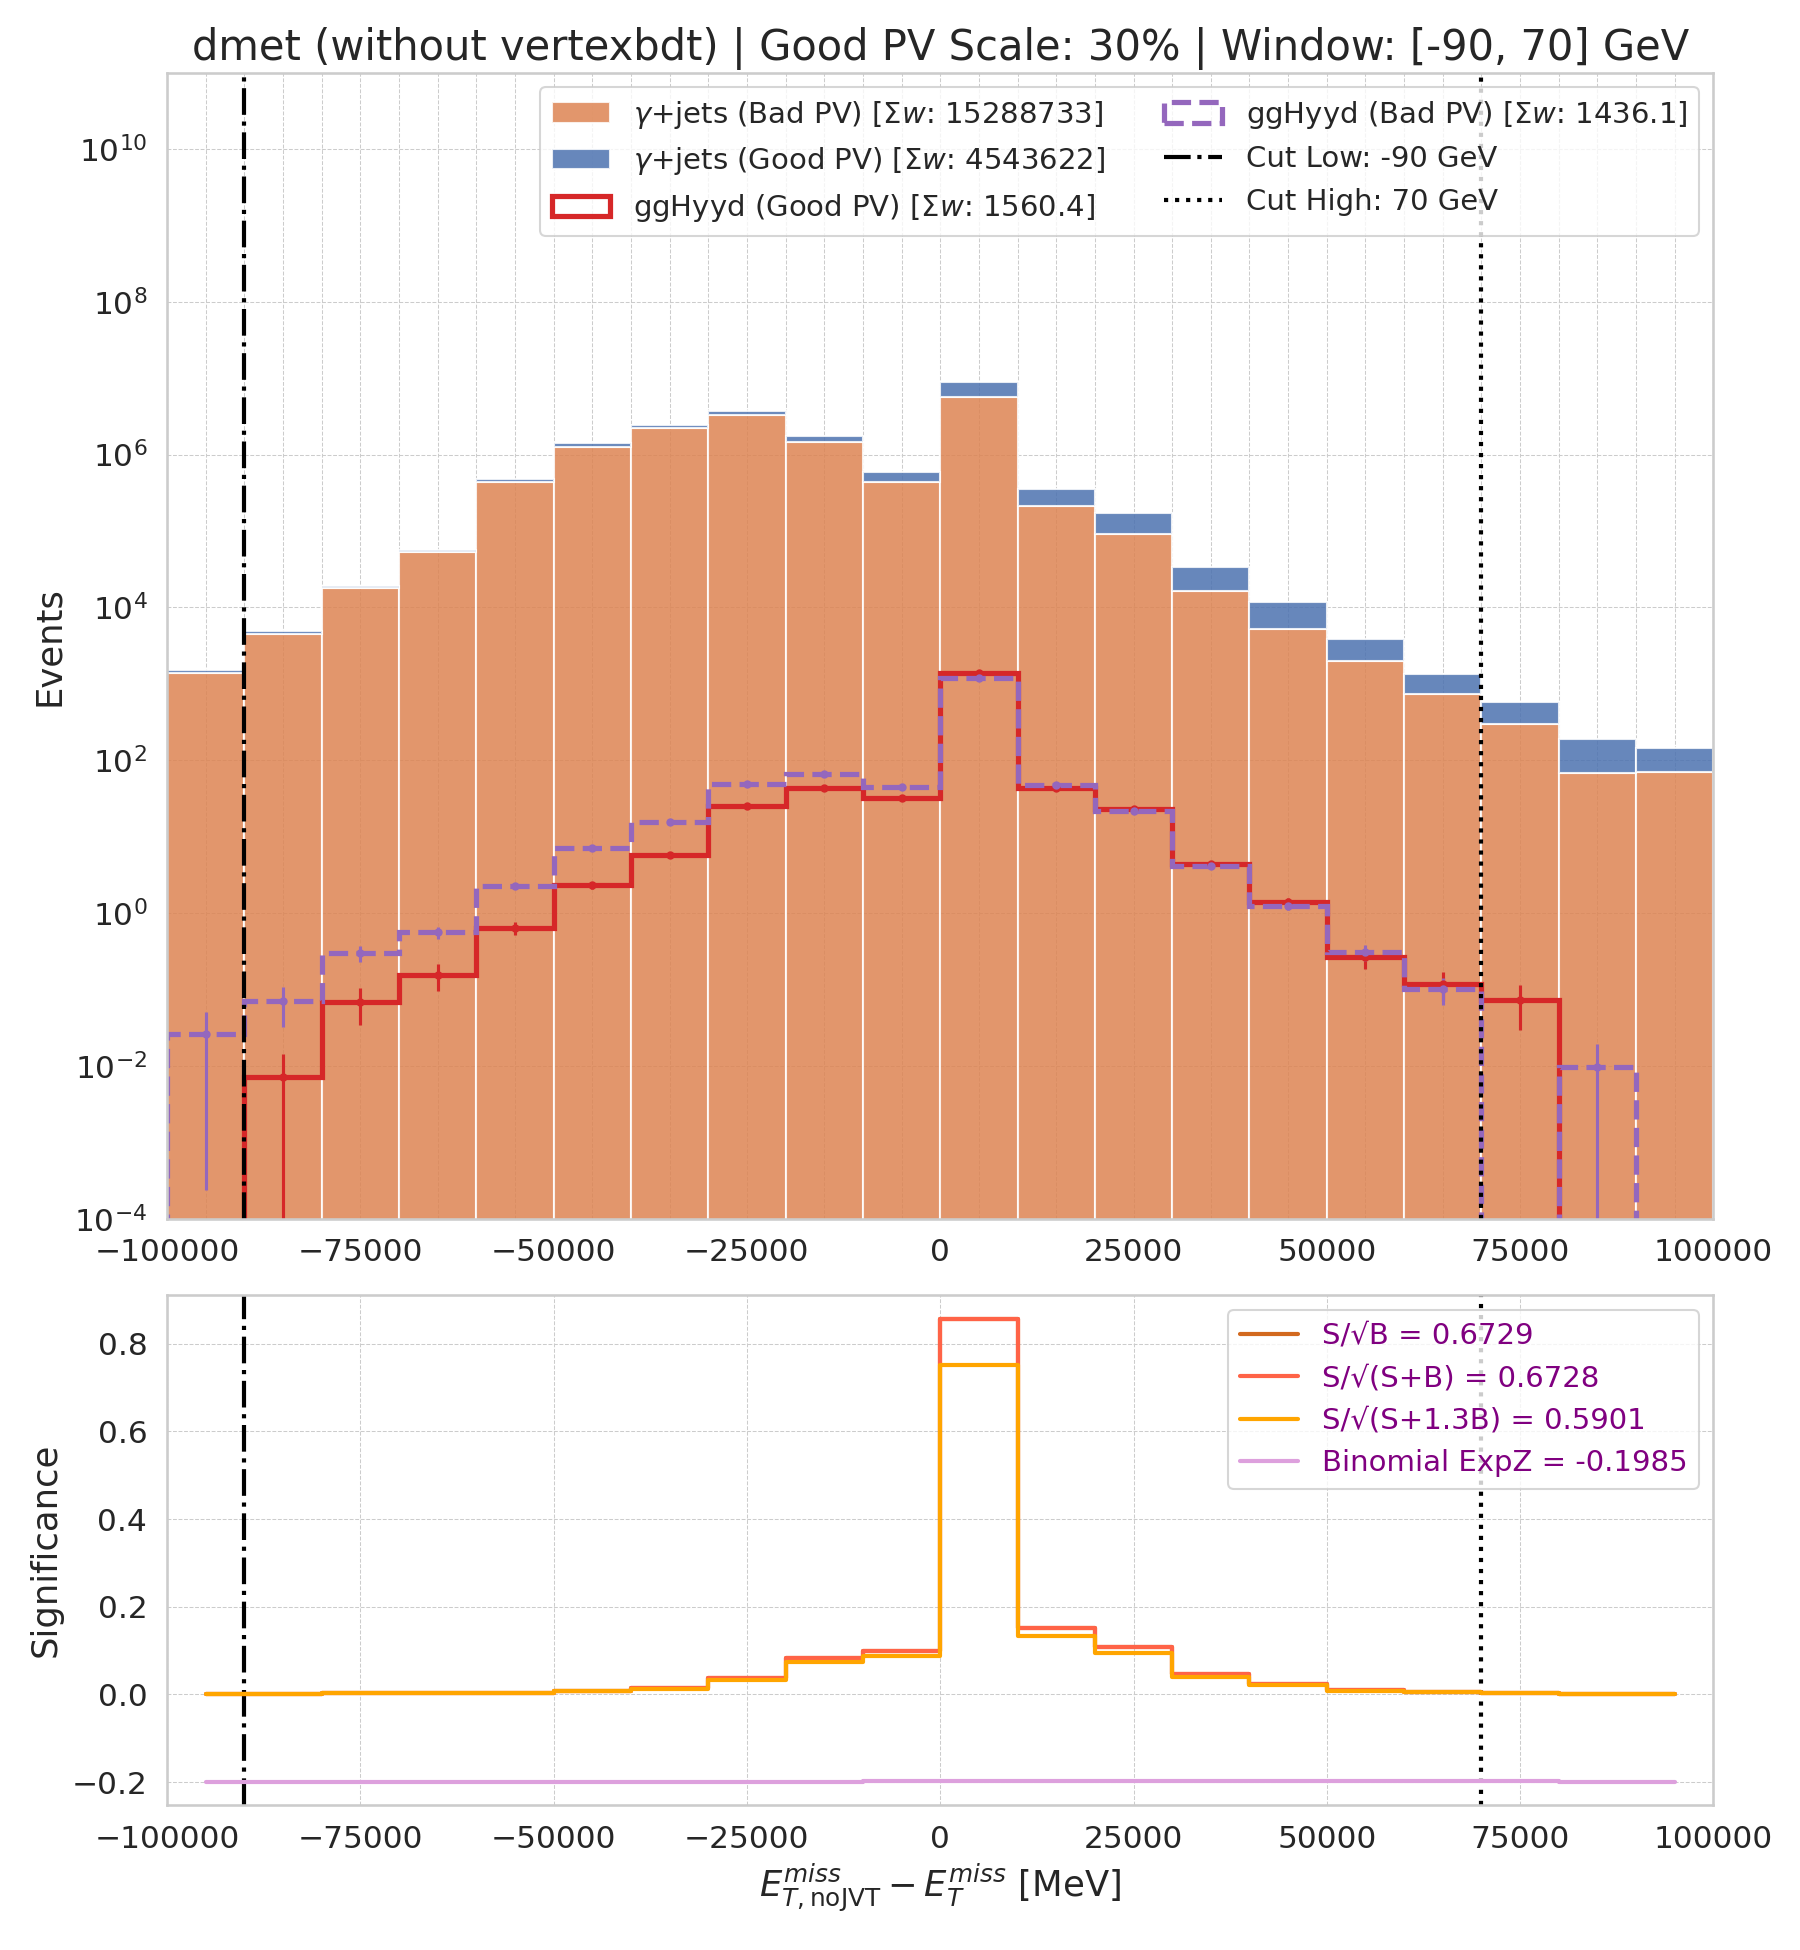 dmet (without vertexbdt) | Good PV Scale: 30% | Window: [-90, 70] GeV
γ+jets (Bad PV) [Σw: 15288733]
γ+jets (Good PV) [Σw: 4543622]
ggHyyd (Good PV) [Σw: 1560.4]
ggHyyd (Bad PV) [Σw: 1436.1]
Cut Low: -90 GeV
Cut High: 70 GeV
Events
10^10
10^8
10^6
10^4
10^2
10^0
10^−2
10^−4
−100000 −75000 −50000 −25000 0 25000 50000 75000 100000
S/√B = 0.6729
S/√(S+B) = 0.6728
S/√(S+1.3B) = 0.5901
Binomial ExpZ = -0.1985
Significance
0.8
0.6
0.4
0.2
0.0
−0.2
−100000 −75000 −50000 −25000 0 25000 50000 75000 100000
E_{T,noJVT}^{miss} − E_T^{miss} [MeV]